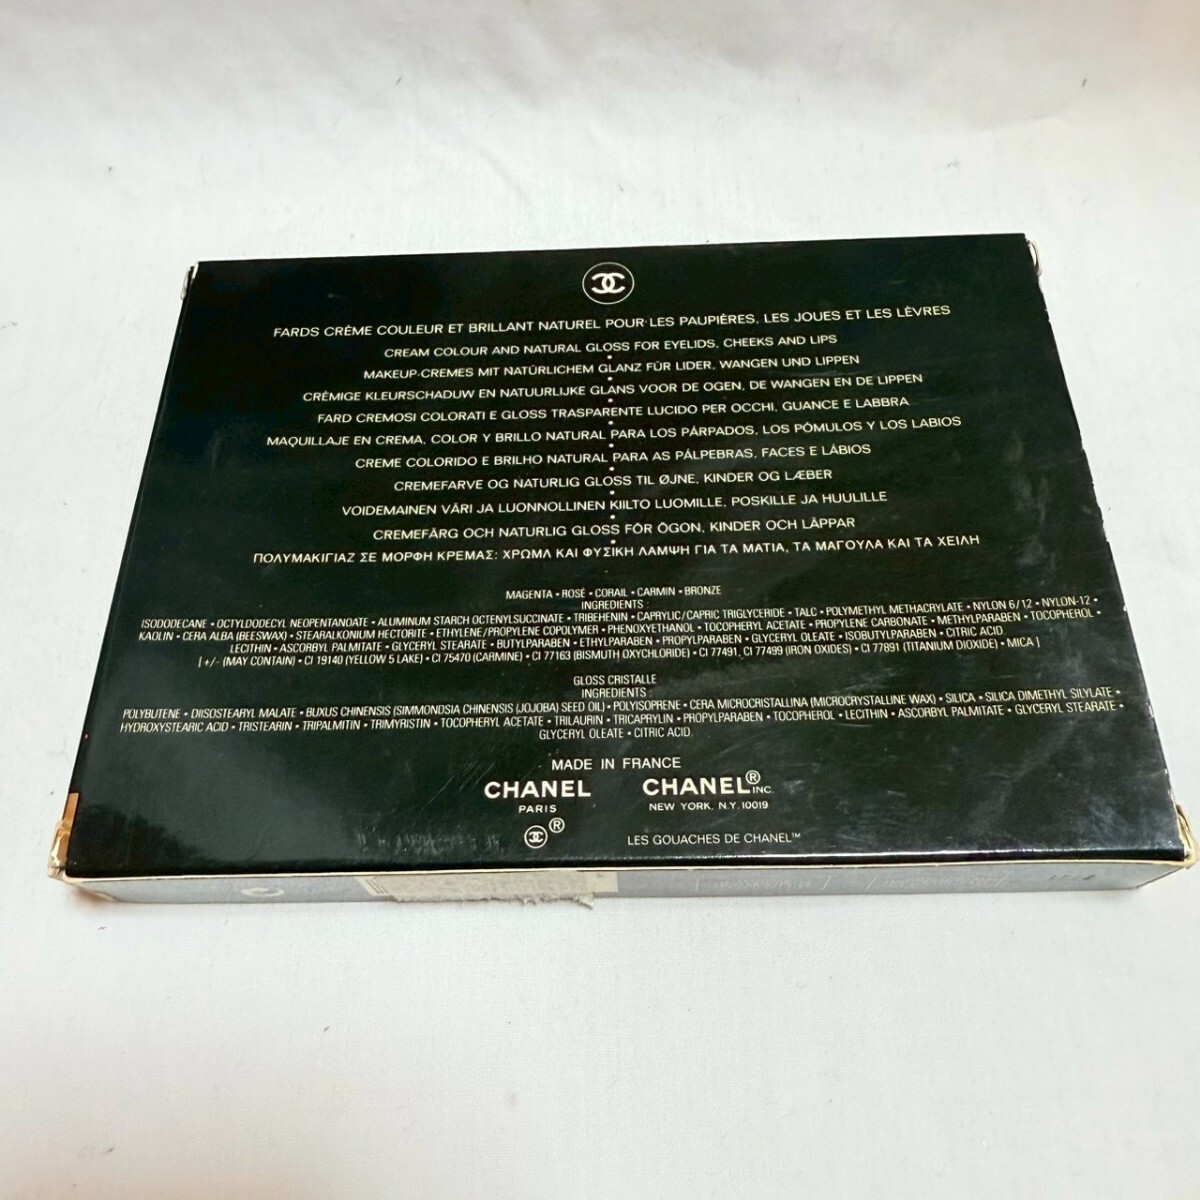 FARDS CRÈME COULEUR ET BRILLANT NATUREL POUR LES PAUPIÈRES, LES JOUES ET LES LÈVRES
CREAM COLOUR AND NATURAL GLOSS FOR EYELIDS, CHEEKS AND LIPS
MAKEUP-CREMES MIT NATÜRLICHEM GLANZ FÜR LIDER, WANGEN UND LIPPEN
CRÈMIGE KLEURSCHADUW EN NATUURLIJKE GLANS VOOR DE OGEN, DE WANGEN EN DE LIPPEN
FARD CREMOSI COLORATI E GLOSS TRASPARENTE LUCIDO PER OCCHI, GUANCE E LABBRA
MAQUILLAJE EN CREMA, COLOR Y BRILLO NATURAL PARA LOS PÁRPADOS, LOS PÓMULOS Y LOS LABIOS
CREME COLORIDO E BRILHO NATURAL PARA AS PÁLPEBRAS, FACES E LÁBIOS
CREMEFARVE OG NATURLIG GLOSS TIL ØJNE, KINDER OG LÆBER
VOIDEMAINEN VÄRI JA LUONNOLLINEN KIILTO LUOMILLE, POSKILLE JA HUULILLE
CREMEFÄRG OCH NATURLIG GLOSS FÖR ÖGON, KINDER OCH LÄPPAR
ΠΟΛΥΜΑΚΙΓΙΑΖ ΣΕ ΜΟΡΦΗ ΚΡΕΜΑΣ: ΧΡΩΜΑ ΚΑΙ ΦΥΣΙΚΗ ΛΑΜΨΗ ΓΙΑ ΤΑ ΜΑΤΙΑ, ΤΑ ΜΑΓΟΥΛΑ ΚΑΙ ΤΑ ΧΕΙΛΗ
MAGENTA • ROSÉ • CORAIL • CARMIN • BRONZE
INGREDIENTS :
ISODODECANE • OCTYLDODECYL NEOPENTANOATE • ALUMINUM STARCH OCTENYLSUCCINATE • TRIBEHENIN • CAPRYLIC/CAPRIC TRIGLYCERIDE • TALC • POLYMETHYL METHACRYLATE • NYLON 6/12 • NYLON-12 •
KAOLIN • CERA ALBA (BEESWAX) • STEARALKONIUM HECTORITE • ETHYLENE/PROPYLENE COPOLYMER • PHENOXYETHANOL • TOCOPHERYL ACETATE • PROPYLENE CARBONATE • METHYLPARABEN • TOCOPHEROL •
LECITHIN • ASCORBYL PALMITATE • GLYCERYL STEARATE • BUTYLPARABEN • ETHYLPARABEN • PROPYLPARABEN • GLYCERYL OLEATE • ISOBUTYLPARABEN • CITRIC ACID.
[ +/- (MAY CONTAIN) • CI 19140 (YELLOW 5 LAKE) • CI 75470 (CARMINE) • CI 77163 (BISMUTH OXYCHLORIDE) • CI 77491, CI 77499 (IRON OXIDES) • CI 77891 (TITANIUM DIOXIDE) • MICA ]
GLOSS CRISTALLE
INGREDIENTS :
POLYBUTENE • DIISOSTEARYL MALATE • BUXUS CHINENSIS (SIMMONDSIA CHINENSIS (JOJOBA) SEED OIL) • POLYISOPRENE • CERA MICROCRISTALLINA (MICROCRYSTALLINE WAX) • SILICA • SILICA DIMETHYL SILYLATE •
HYDROXYSTEARIC ACID • TRISTEARIN • TRIPALMITIN • TRIMYRISTIN • TOCOPHERYL ACETATE • TRILAURIN • TRICAPRYLIN • PROPYLPARABEN • TOCOPHEROL • LECITHIN • ASCORBYL PALMITATE • GLYCERYL STEARATE •
GLYCERYL OLEATE • CITRIC ACID.
MADE IN FRANCE
CHANEL CHANEL® INC.
PARIS NEW YORK, N.Y. 10019
® LES GOUACHES DE CHANEL™